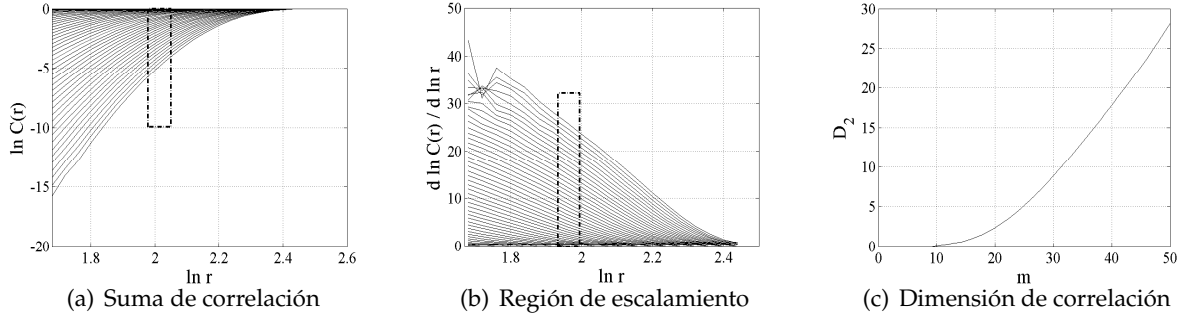 0
-5
-10
-15
-20
ln C(r)
1.8 2 2.2 2.4 2.6
ln r
(a) Suma de correlación
50
40
30
20
10
0
d ln C(r) / d ln r
1.8 2 2.2 2.4
ln r
(b) Región de escalamiento
30
25
20
15
10
5
0
D2
0 10 20 30 40 50
m
(c) Dimensión de correlación